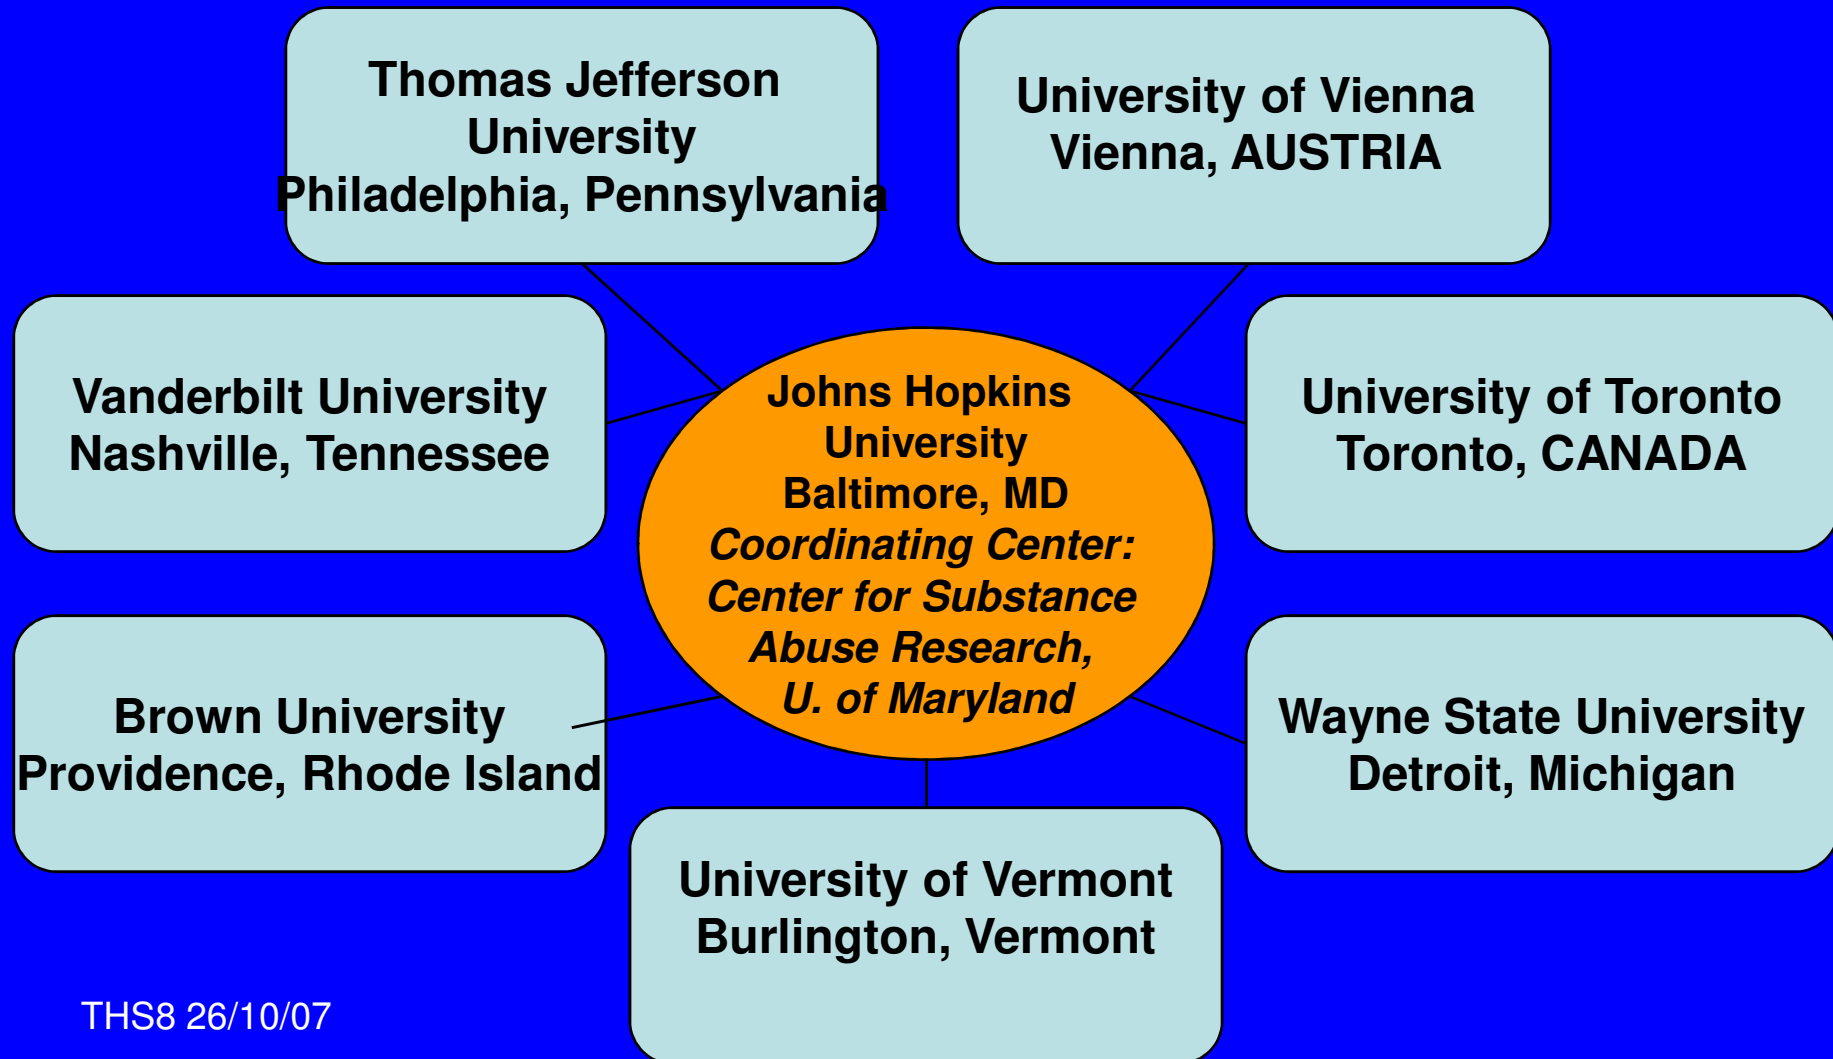 Thomas Jefferson
University
Philadelphia, Pennsylvania
University of Vienna
Vienna, AUSTRIA
Vanderbilt University
Nashville, Tennessee
Johns Hopkins
University
Baltimore, MD
Coordinating Center:
Center for Substance
Abuse Research,
U. of Maryland
University of Toronto
Toronto, CANADA
Brown University
Providence, Rhode Island
Wayne State University
Detroit, Michigan
University of Vermont
Burlington, Vermont
THS8 26/10/07